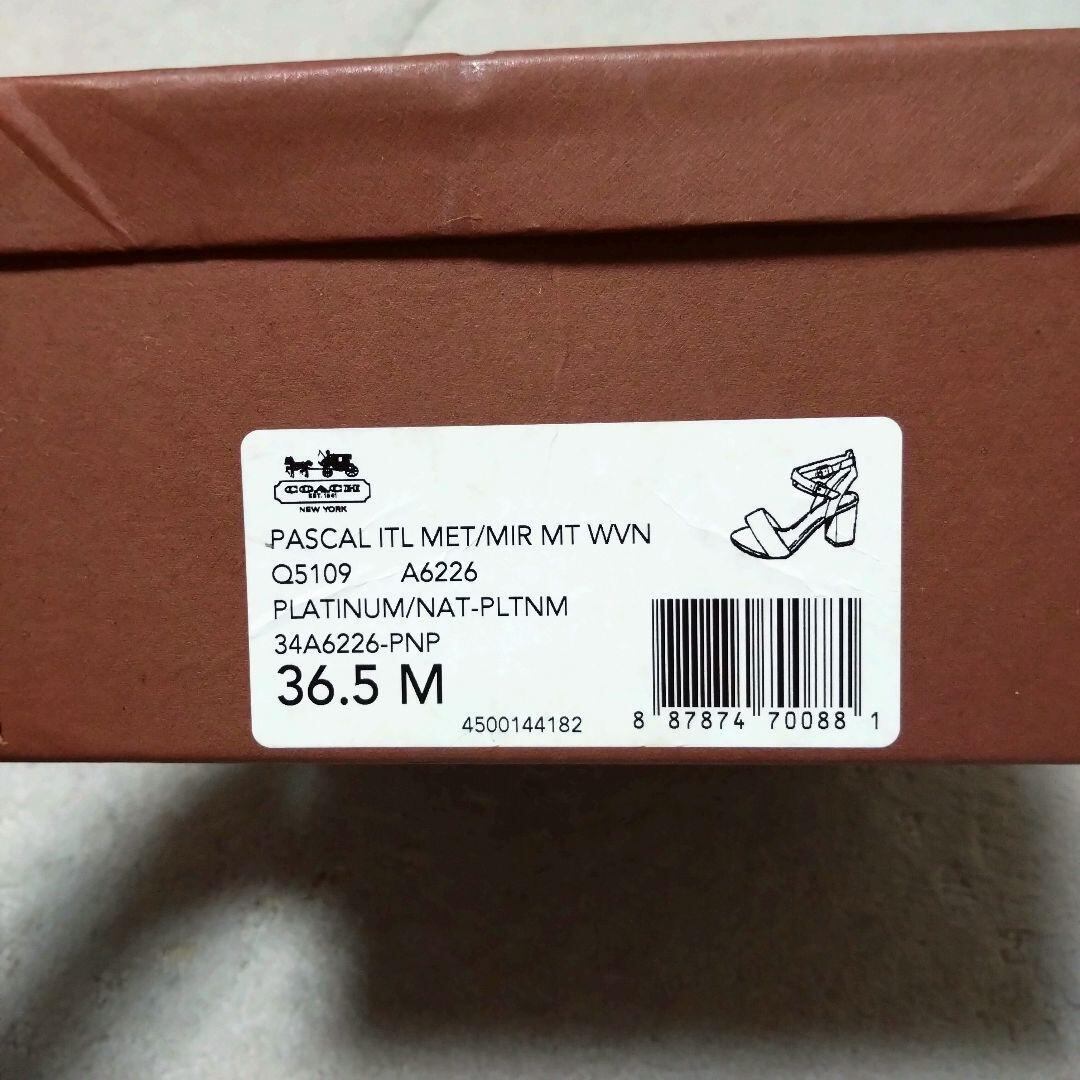 COACH
EST. 1941
NEW YORK
PASCAL ITL MET/MIR MT WVN
Q5109 A6226
PLATINUM/NAT-PLTNM
34A6226-PNP
36.5 M
4500144182
8 87874 70088 1